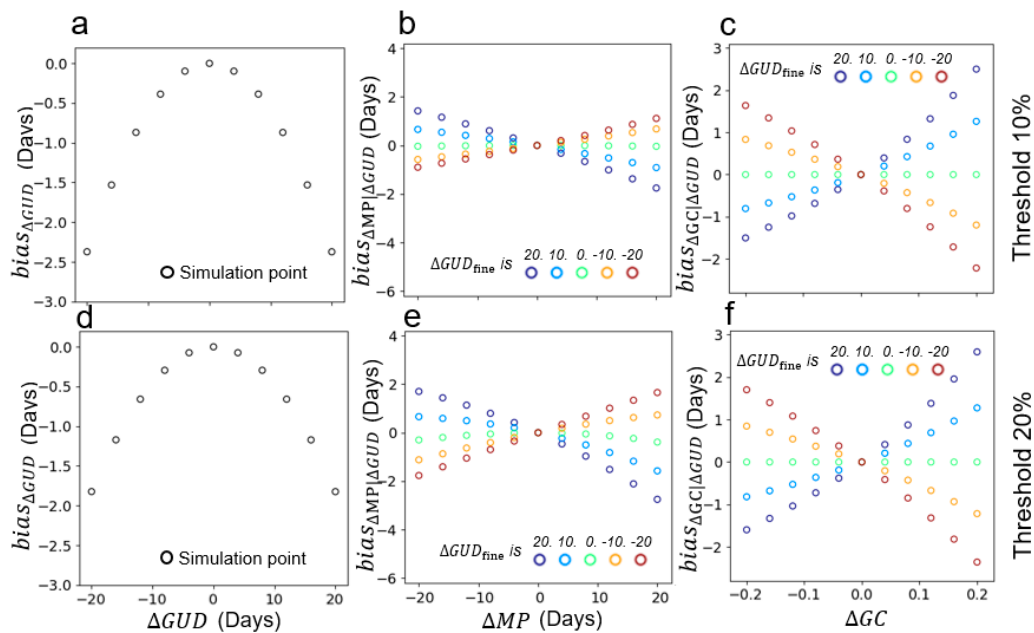 a
bias_ΔGUD (Days)
0.0
−0.5
−1.0
−1.5
−2.0
−2.5
−3.0
Simulation point
b
bias_ΔMP|ΔGUD (Days)
4
2
0
−2
−4
−6
ΔGUD_fine is 20. 10. 0. -10. -20
c
bias_ΔGC|ΔGUD (Days)
3
2
1
0
−1
−2
ΔGUD_fine is 20. 10. 0. -10. -20
Threshold 10%
d
bias_ΔGUD (Days)
0.0
−0.5
−1.0
−1.5
−2.0
−2.5
−3.0
Simulation point
−20 −10 0 10 20
ΔGUD (Days)
e
bias_ΔMP|ΔGUD (Days)
4
2
0
−2
−4
−6
ΔGUD_fine is 20. 10. 0. -10. -20
−20 −10 0 10 20
ΔMP (Days)
f
bias_ΔGC|ΔGUD (Days)
3
2
1
0
−1
−2
ΔGUD_fine is 20. 10. 0. -10. -20
−0.2 −0.1 0.0 0.1 0.2
ΔGC
Threshold 20%